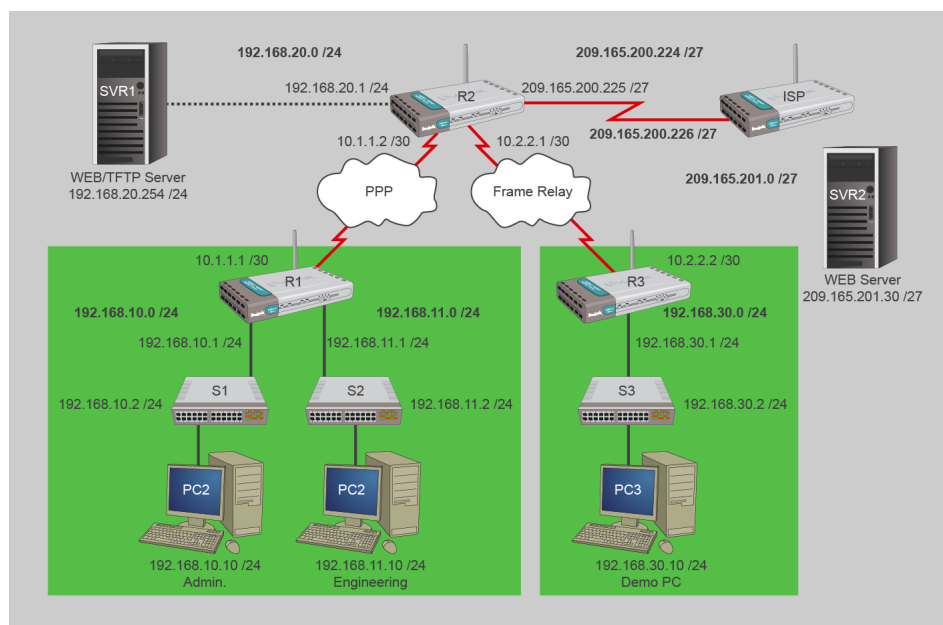 192.168.20.0 /24
209.165.200.224 /27
SVR1
192.168.20.1 /24
R2
209.165.200.225 /27
ISP
10.1.1.2 /30
10.2.2.1 /30
209.165.200.226 /27
WEB/TFTP Server
192.168.20.254 /24
PPP
Frame Relay
209.165.201.0 /27
SVR2
10.1.1.1 /30
R1
10.2.2.2 /30
R3
WEB Server
209.165.201.30 /27
192.168.10.0 /24
192.168.11.0 /24
192.168.30.0 /24
192.168.10.1 /24
192.168.11.1 /24
192.168.30.1 /24
S1
S2
S3
192.168.10.2 /24
192.168.11.2 /24
192.168.30.2 /24
PC2
PC2
PC3
192.168.10.10 /24
Admin.
192.168.11.10 /24
Engineering
192.168.30.10 /24
Demo PC